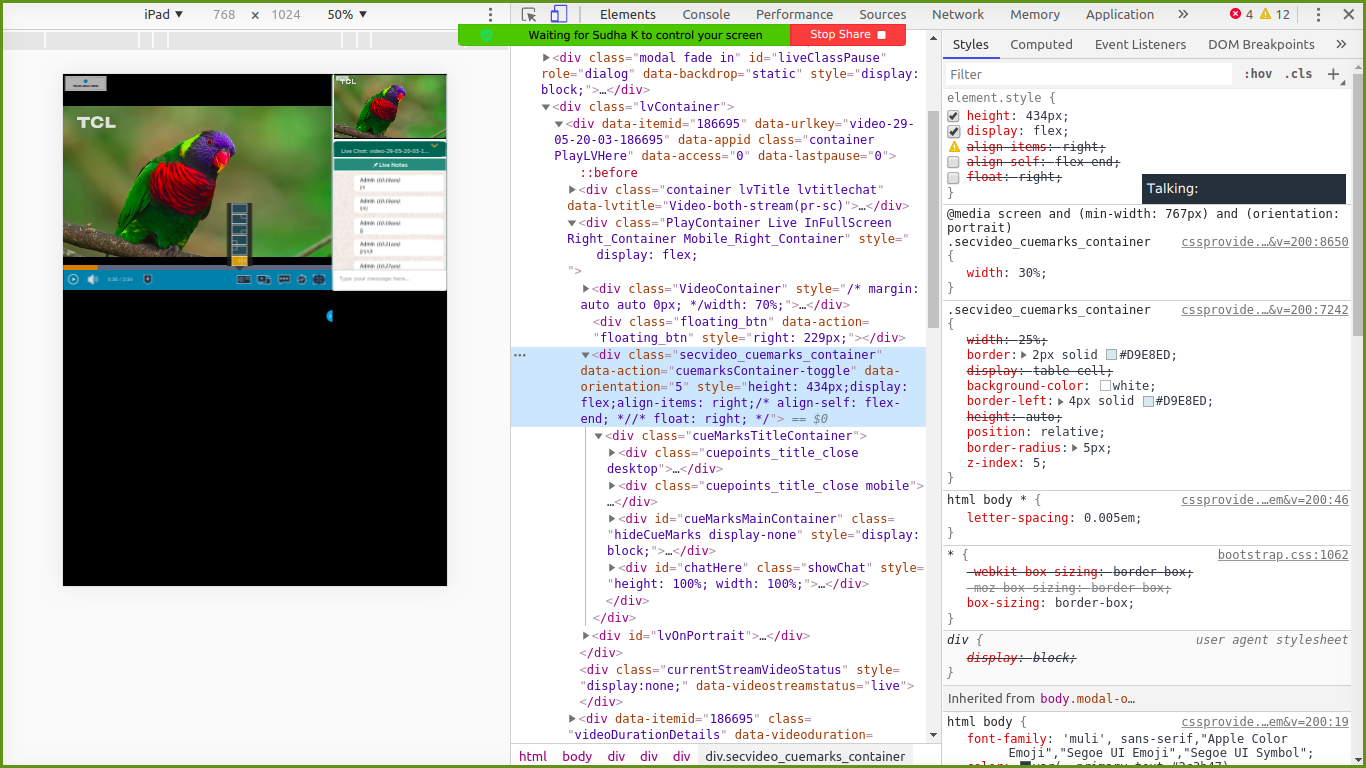 iPad ▼ 768 × 1024 50% ▼
Elements Console Performance Sources Network Memory Application » 4 12
Waiting for Sudha K to control your screen Stop Share
TCL
TCL
Live Chat: video-29-05-20-03-1...
Live Notes
Admin
Admin
Admin
Admin
Admin
Type your message here...
<div class="modal fade in" id="liveClassPause"
role="dialog" data-backdrop="static" style="display:
block;">…</div>
<div class="lvContainer">
<div data-itemid="186695" data-urlkey="video-29-
05-20-03-186695" data-appid class="container
PlayLVHere" data-access="0" data-lastpause="0">
::before
<div class="container lvTitle lvtitlechat"
data-lvtitle="Video-both-stream(pr-sc)">…</div>
<div class="PlayContainer Live InFullScreen
Right_Container Mobile_Right_Container" style="
display: flex;
">
<div class="VideoContainer" style="/* margin:
auto auto 0px; */width: 70%;">…</div>
<div class="floating_btn" data-action=
"floating_btn" style="right: 229px;"></div>
<div class="secvideo_cuemarks_container"
data-action="cuemarksContainer-toggle" data-
orientation="5" style="height: 434px;display:
flex;align-items: right;/* align-self: flex-
end; *//* float: right; */"> == $0
<div class="cueMarksTitleContainer">
<div class="cuepoints_title_close
desktop">…</div>
<div class="cuepoints_title_close mobile">
…</div>
<div id="cueMarksMainContainer" class=
"hideCueMarks display-none" style="display:
block;">…</div>
<div id="chatHere" class="showChat" style=
"height: 100%; width: 100%;">…</div>
</div>
</div>
<div id="lvOnPortrait">…</div>
</div>
<div class="currentStreamVideoStatus" style=
"display:none;" data-videostreamstatus="live">
</div>
<div data-itemid="186695" class=
"videoDurationDetails" data-videoduration=
html body div div div div.secvideo_cuemarks_container
Styles Computed Event Listeners DOM Breakpoints »
Filter :hov .cls +
element.style {
height: 434px;
display: flex;
align-items: right;
align-self: flex-end;
float: right;
}
Talking:
@media screen and (min-width: 767px) and (orientation:
portrait)
.secvideo_cuemarks_container cssprovide.…&v=200:8650
{
width: 30%;
}
.secvideo_cuemarks_container cssprovide.…&v=200:7242
{
width: 25%;
border: 2px solid #D9E8ED;
display: table-cell;
background-color: white;
border-left: 4px solid #D9E8ED;
height: auto;
position: relative;
border-radius: 5px;
z-index: 5;
}
html body * { cssprovide.…em&v=200:46
letter-spacing: 0.005em;
}
* { bootstrap.css:1062
-webkit-box-sizing: border-box;
-moz-box-sizing: border-box;
box-sizing: border-box;
}
div { user agent stylesheet
display: block;
}
Inherited from body.modal-o…
html body { cssprovide.…em&v=200:19
font-family: 'muli', sans-serif,"Apple Color
Emoji","Segoe UI Emoji","Segoe UI Symbol";